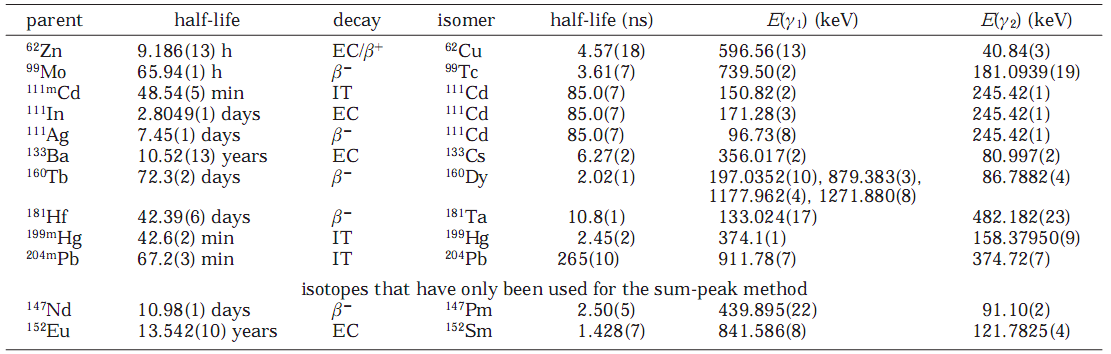 parent half-life decay isomer half-life (ns) E(γ₁) (keV) E(γ₂) (keV)
⁶²Zn 9.186(13) h EC/β⁺ ⁶²Cu 4.57(18) 596.56(13) 40.84(3)
⁹⁹Mo 65.94(1) h β⁻ ⁹⁹Tc 3.61(7) 739.50(2) 181.0939(19)
¹¹¹ᵐCd 48.54(5) min IT ¹¹¹Cd 85.0(7) 150.82(2) 245.42(1)
¹¹¹In 2.8049(1) days EC ¹¹¹Cd 85.0(7) 171.28(3) 245.42(1)
¹¹¹Ag 7.45(1) days β⁻ ¹¹¹Cd 85.0(7) 96.73(8) 245.42(1)
¹³³Ba 10.52(13) years EC ¹³³Cs 6.27(2) 356.017(2) 80.997(2)
¹⁶⁰Tb 72.3(2) days β⁻ ¹⁶⁰Dy 2.02(1) 197.0352(10), 879.383(3), 86.7882(4)
1177.962(4), 1271.880(8)
¹⁸¹Hf 42.39(6) days β⁻ ¹⁸¹Ta 10.8(1) 133.024(17) 482.182(23)
¹⁹⁹ᵐHg 42.6(2) min IT ¹⁹⁹Hg 2.45(2) 374.1(1) 158.37950(9)
²⁰⁴ᵐPb 67.2(3) min IT ²⁰⁴Pb 265(10) 911.78(7) 374.72(7)
isotopes that have only been used for the sum-peak method
¹⁴⁷Nd 10.98(1) days β⁻ ¹⁴⁷Pm 2.50(5) 439.895(22) 91.10(2)
¹⁵²Eu 13.542(10) years EC ¹⁵²Sm 1.428(7) 841.586(8) 121.7825(4)